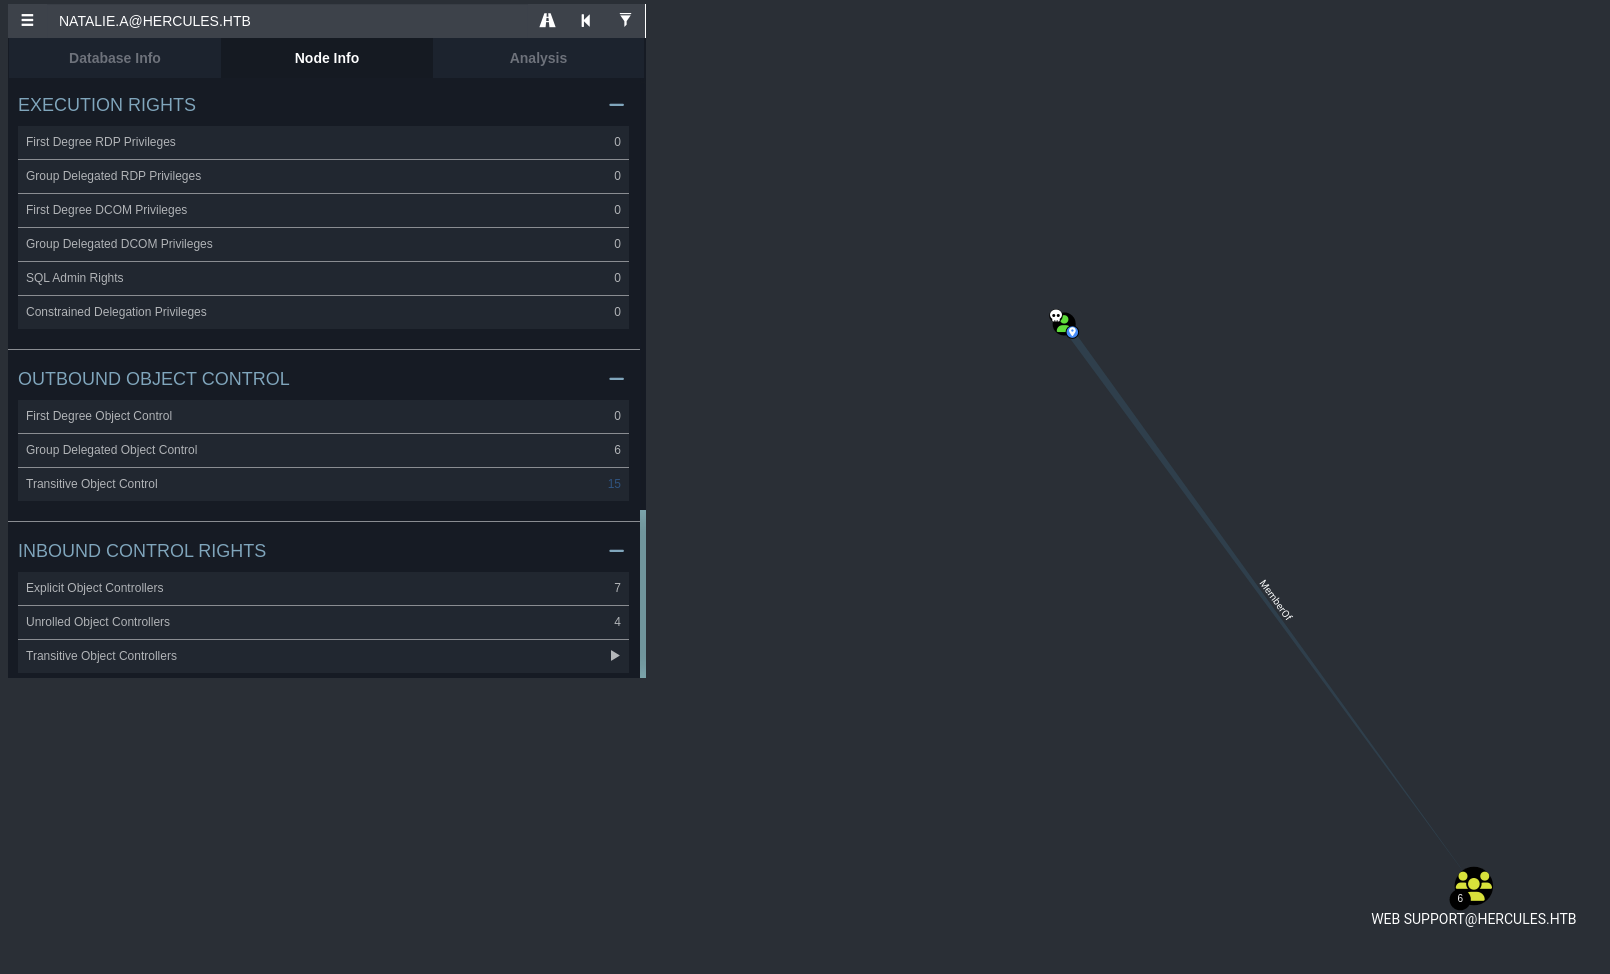 NATALIE.A@HERCULES.HTB
Database Info
Node Info
Analysis
EXECUTION RIGHTS
First Degree RDP Privileges 0
Group Delegated RDP Privileges 0
First Degree DCOM Privileges 0
Group Delegated DCOM Privileges 0
SQL Admin Rights 0
Constrained Delegation Privileges 0
OUTBOUND OBJECT CONTROL
First Degree Object Control 0
Group Delegated Object Control 6
Transitive Object Control 15
INBOUND CONTROL RIGHTS
Explicit Object Controllers 7
Unrolled Object Controllers 4
Transitive Object Controllers
MemberOf
6
WEB SUPPORT@HERCULES.HTB